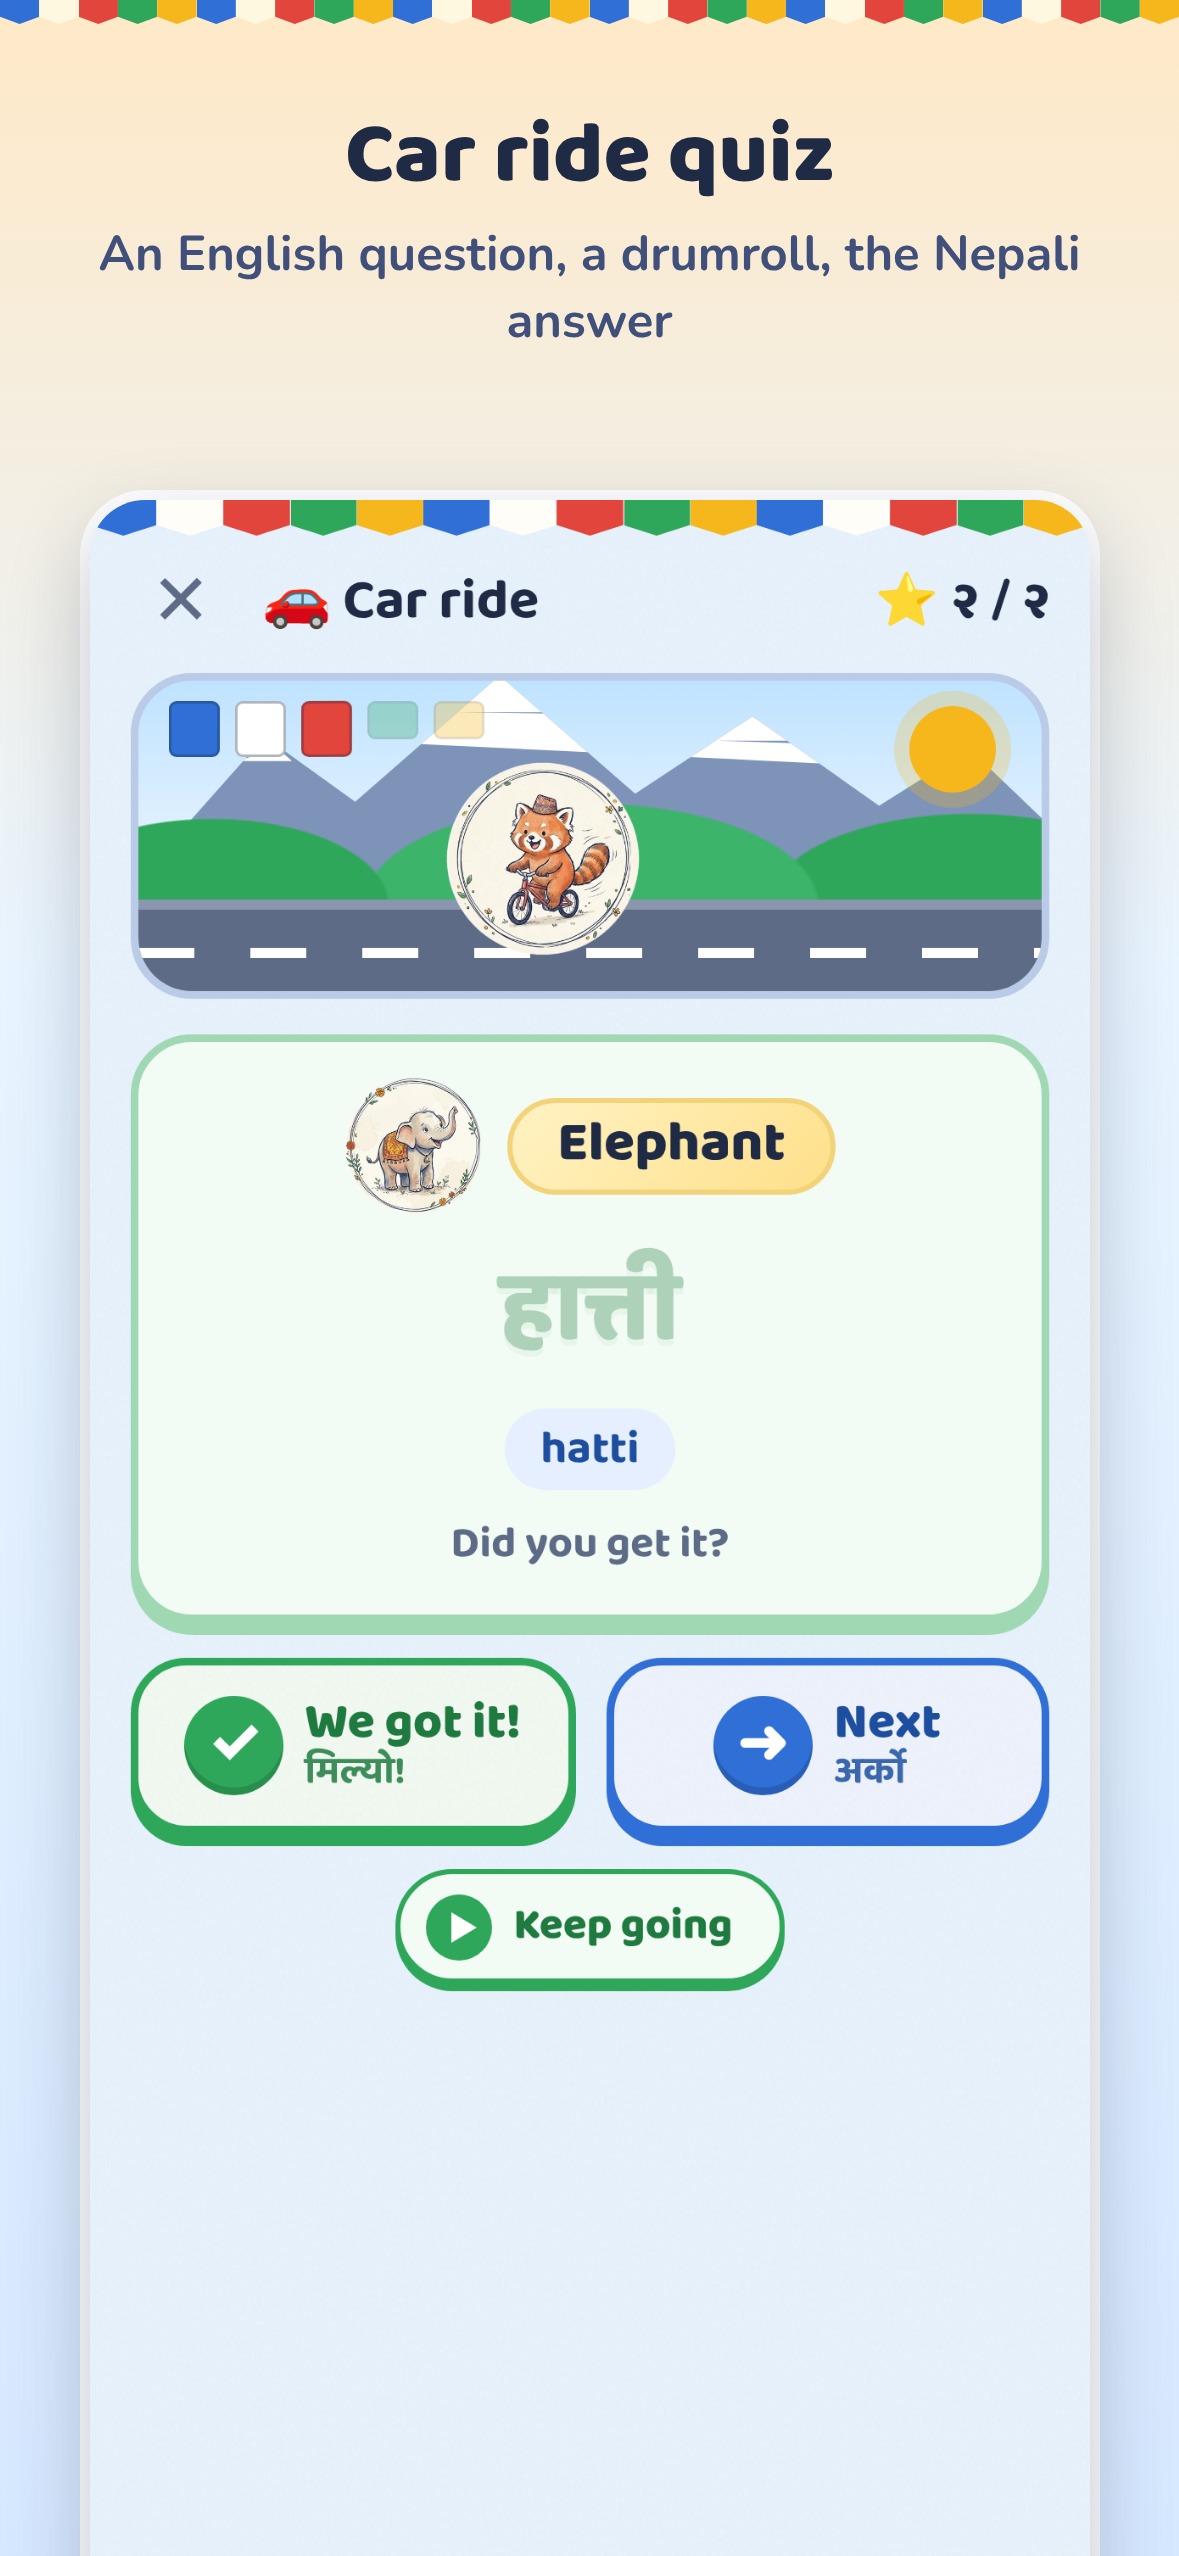 Car ride quiz
An English question, a drumroll, the Nepali
answer
Car ride
२ / २
Elephant
हात्ती
hatti
Did you get it?
We got it!
मिल्यो!
Next
अर्को
Keep going